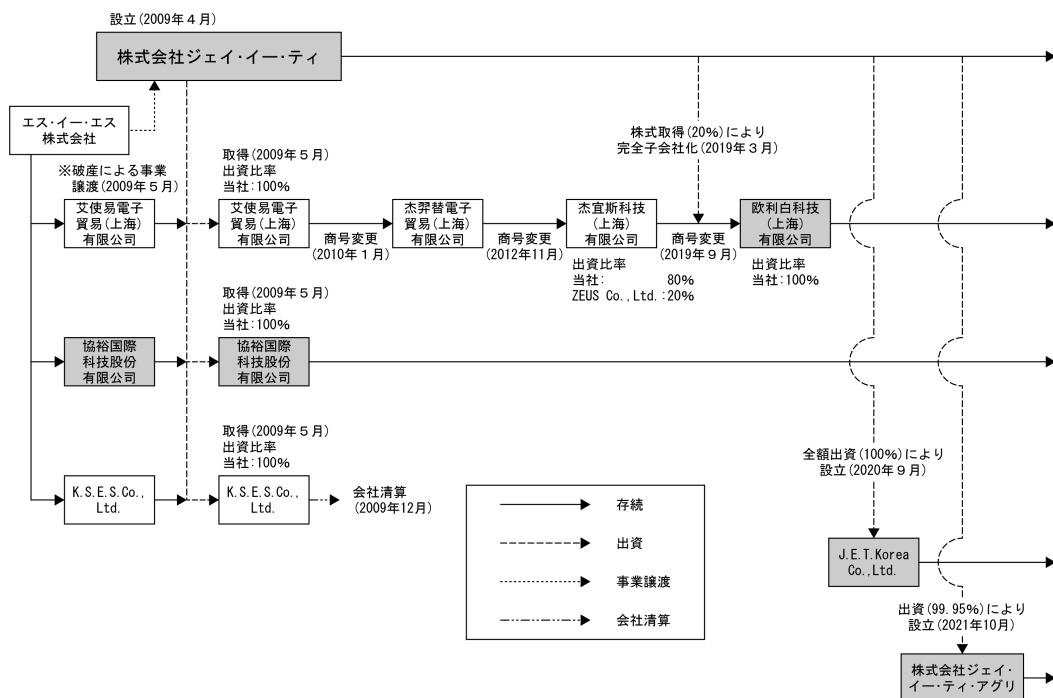 設立(2009年4月)
株式会社ジェイ・イー・ティ
エス・イー・エス
株式会社
※破産による事業
譲渡(2009年5月)
艾使易電子
貿易(上海)
有限公司
取得(2009年5月)
出資比率
当社:100%
艾使易電子
貿易(上海)
有限公司
商号変更
(2010年1月)
杰羿替電子
貿易(上海)
有限公司
商号変更
(2012年11月)
杰宜斯科技
(上海)
有限公司
出資比率
当社: 80%
ZEUS Co.,Ltd.:20%
株式取得(20%)により
完全子会社化(2019年3月)
商号変更
(2019年9月)
欧利白科技
(上海)
有限公司
出資比率
当社:100%
協裕国際
科技股份
有限公司
取得(2009年5月)
出資比率
当社:100%
協裕国際
科技股份
有限公司
K.S.E.S.Co.,
Ltd.
取得(2009年5月)
出資比率
当社:100%
K.S.E.S.Co.,
Ltd.
会社清算
(2009年12月)
存続
出資
事業譲渡
会社清算
全額出資(100%)により
設立(2020年9月)
J.E.T.Korea
Co.,Ltd.
出資(99.95%)により
設立(2021年10月)
株式会社ジェイ・
イー・ティ・アグリ